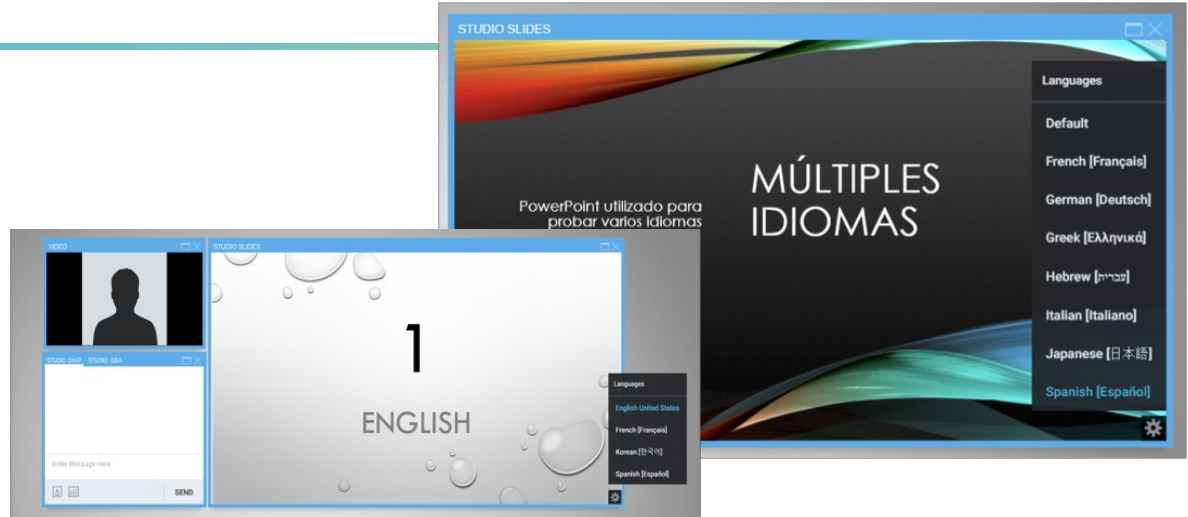 STUDIO SLIDES
MÚLTIPLES
IDIOMAS
PowerPoint utilizado para
probar varios idiomas
Languages
Default
French [Français]
German [Deutsch]
Greek [Ελληνικά]
Hebrew [עברית]
Italian [Italiano]
Japanese [日本語]
Spanish [Español]
VIDEO
STUDIO CHAT STUDIO Q&A
Enter Message Here
SEND
STUDIO SLIDES
1
ENGLISH
Languages
English United States
French [Français]
Korean [한국어]
Spanish [Español]